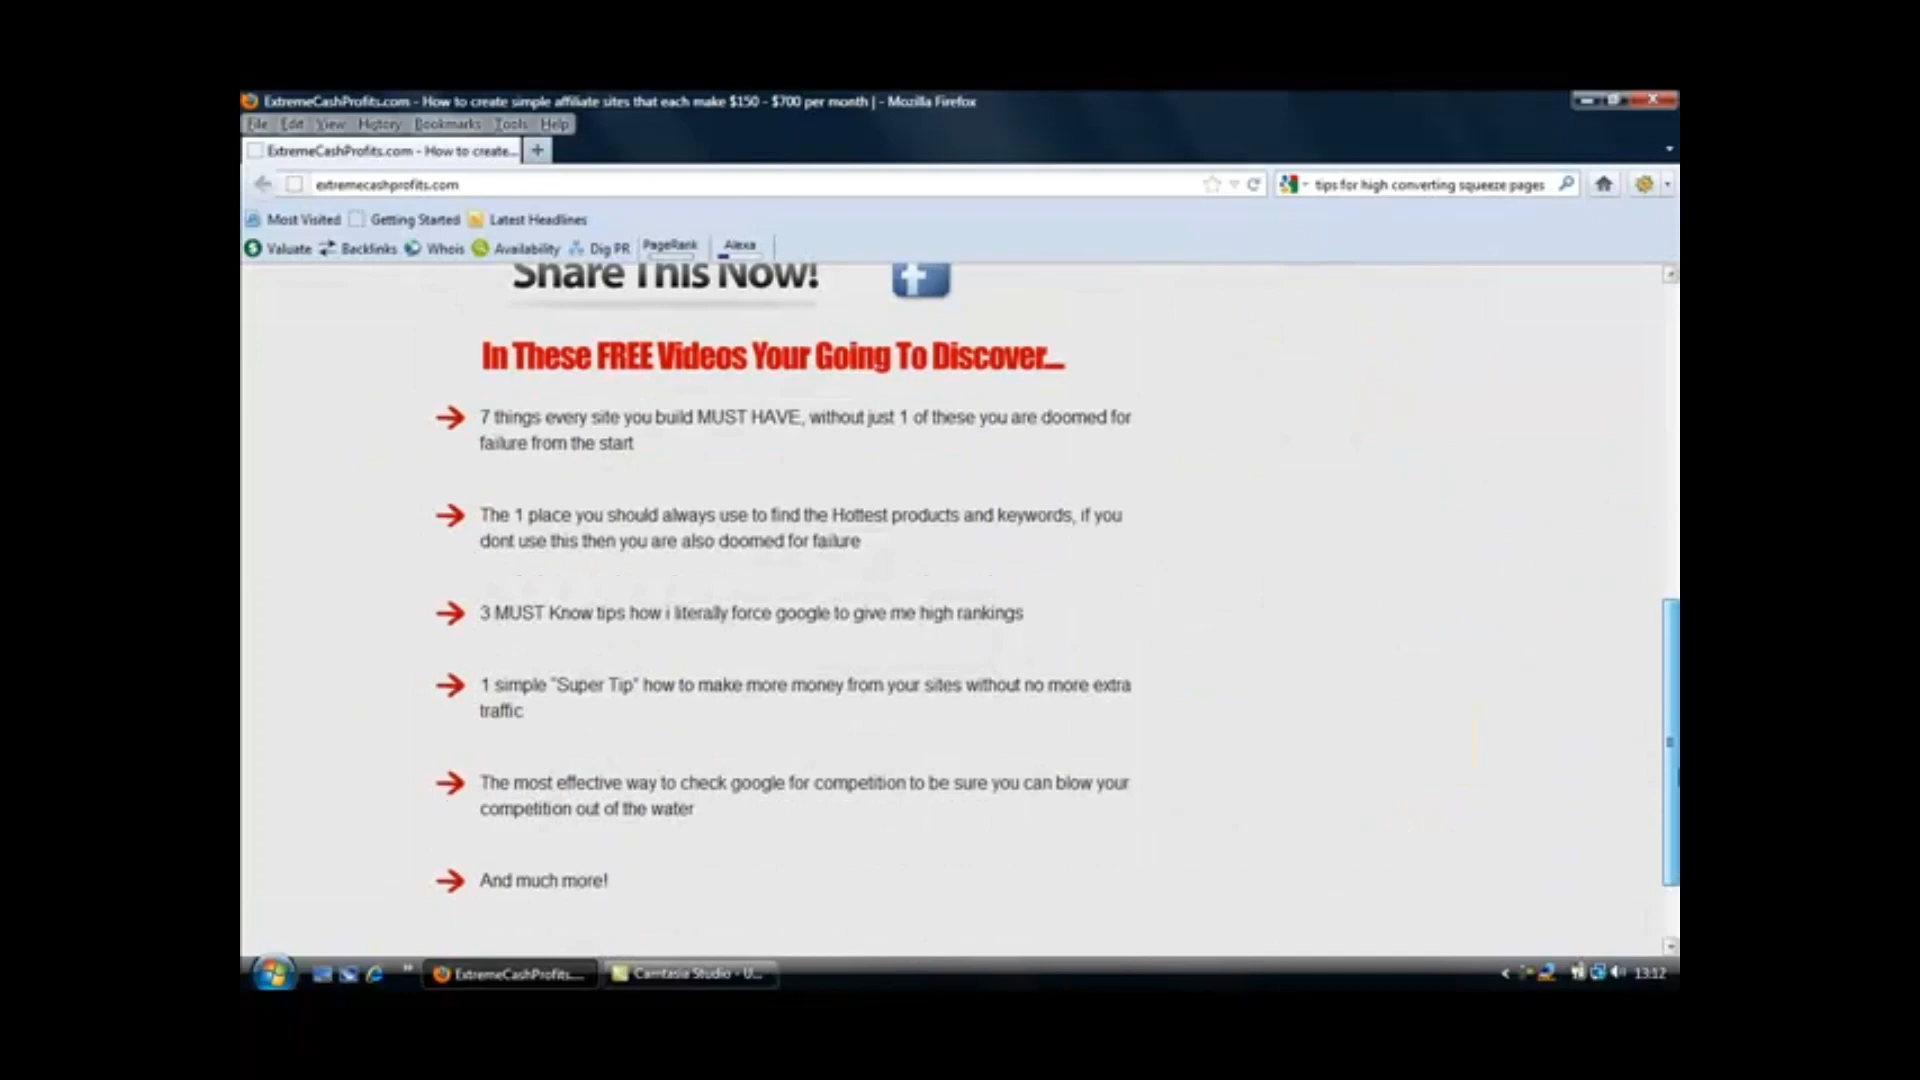 ExtremeCashProfits.com - How to create simple affiliate sites that each make $150 - $700 per month | - Mozilla Firefox
File Edit View History Bookmarks Tools Help
ExtremeCashProfits.com - How to create... +
extremecashprofits.com
tips for high converting squeeze pages
Most Visited Getting Started Latest Headlines
Valuate Backlinks Whois Availability Dig PR PageRank Alexa
Share This Now!
In These FREE Videos Your Going To Discover...
7 things every site you build MUST HAVE, without just 1 of these you are doomed for
failure from the start
The 1 place you should always use to find the Hottest products and keywords, if you
dont use this then you are also doomed for failure
3 MUST Know tips how i literally force google to give me high rankings
1 simple "Super Tip" how to make more money from your sites without no more extra
traffic
The most effective way to check google for competition to be sure you can blow your
competition out of the water
And much more!
ExtremeCashProfits.... Camtasia Studio - U... 13:12